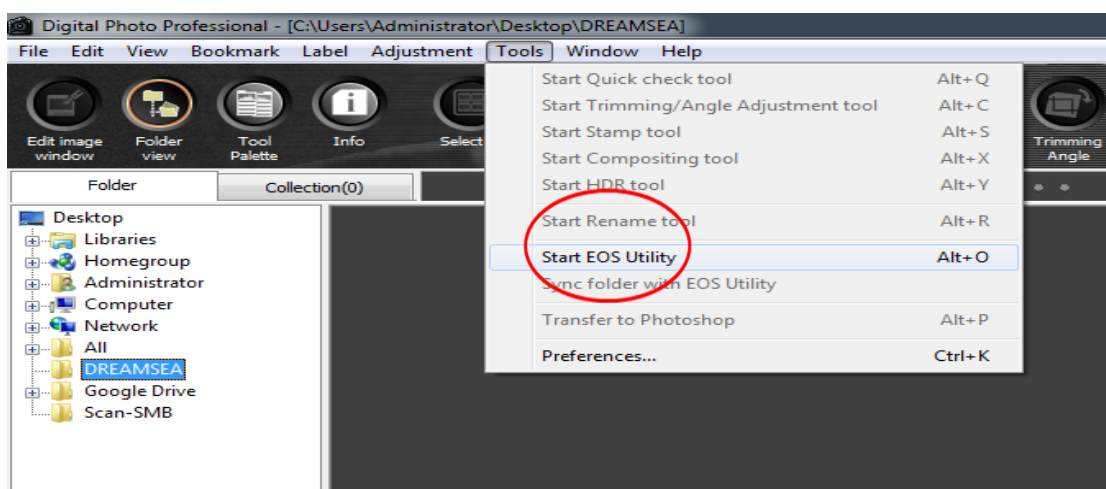 Digital Photo Professional - [C:\Users\Administrator\Desktop\DREAMSEA]
File Edit View Bookmark Label Adjustment Tools Window Help
Edit image window
Folder view
Tool Palette
Info
Select
Trimming Angle
Start Quick check tool Alt+Q
Start Trimming/Angle Adjustment tool Alt+C
Start Stamp tool Alt+S
Start Compositing tool Alt+X
Start HDR tool Alt+Y
Start Rename tool Alt+R
Start EOS Utility Alt+O
Sync folder with EOS Utility
Transfer to Photoshop Alt+P
Preferences... Ctrl+K
Folder Collection(0)
Desktop
Libraries
Homegroup
Administrator
Computer
Network
All
DREAMSEA
Google Drive
Scan-SMB